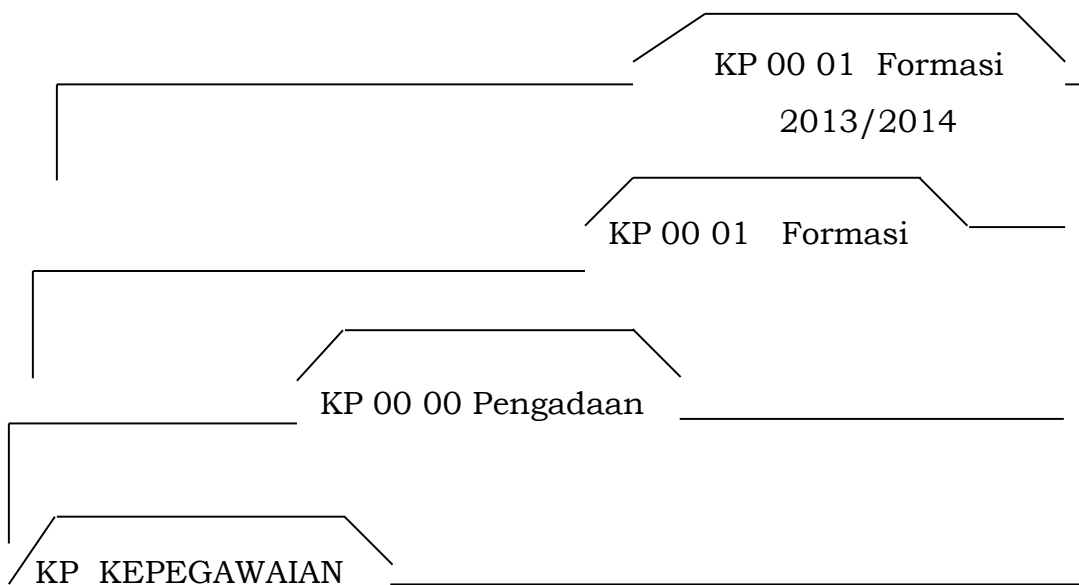 KP 00 01 Formasi
2013/2014
KP 00 01 Formasi
KP 00 00 Pengadaan
KP KEPEGAWAIAN